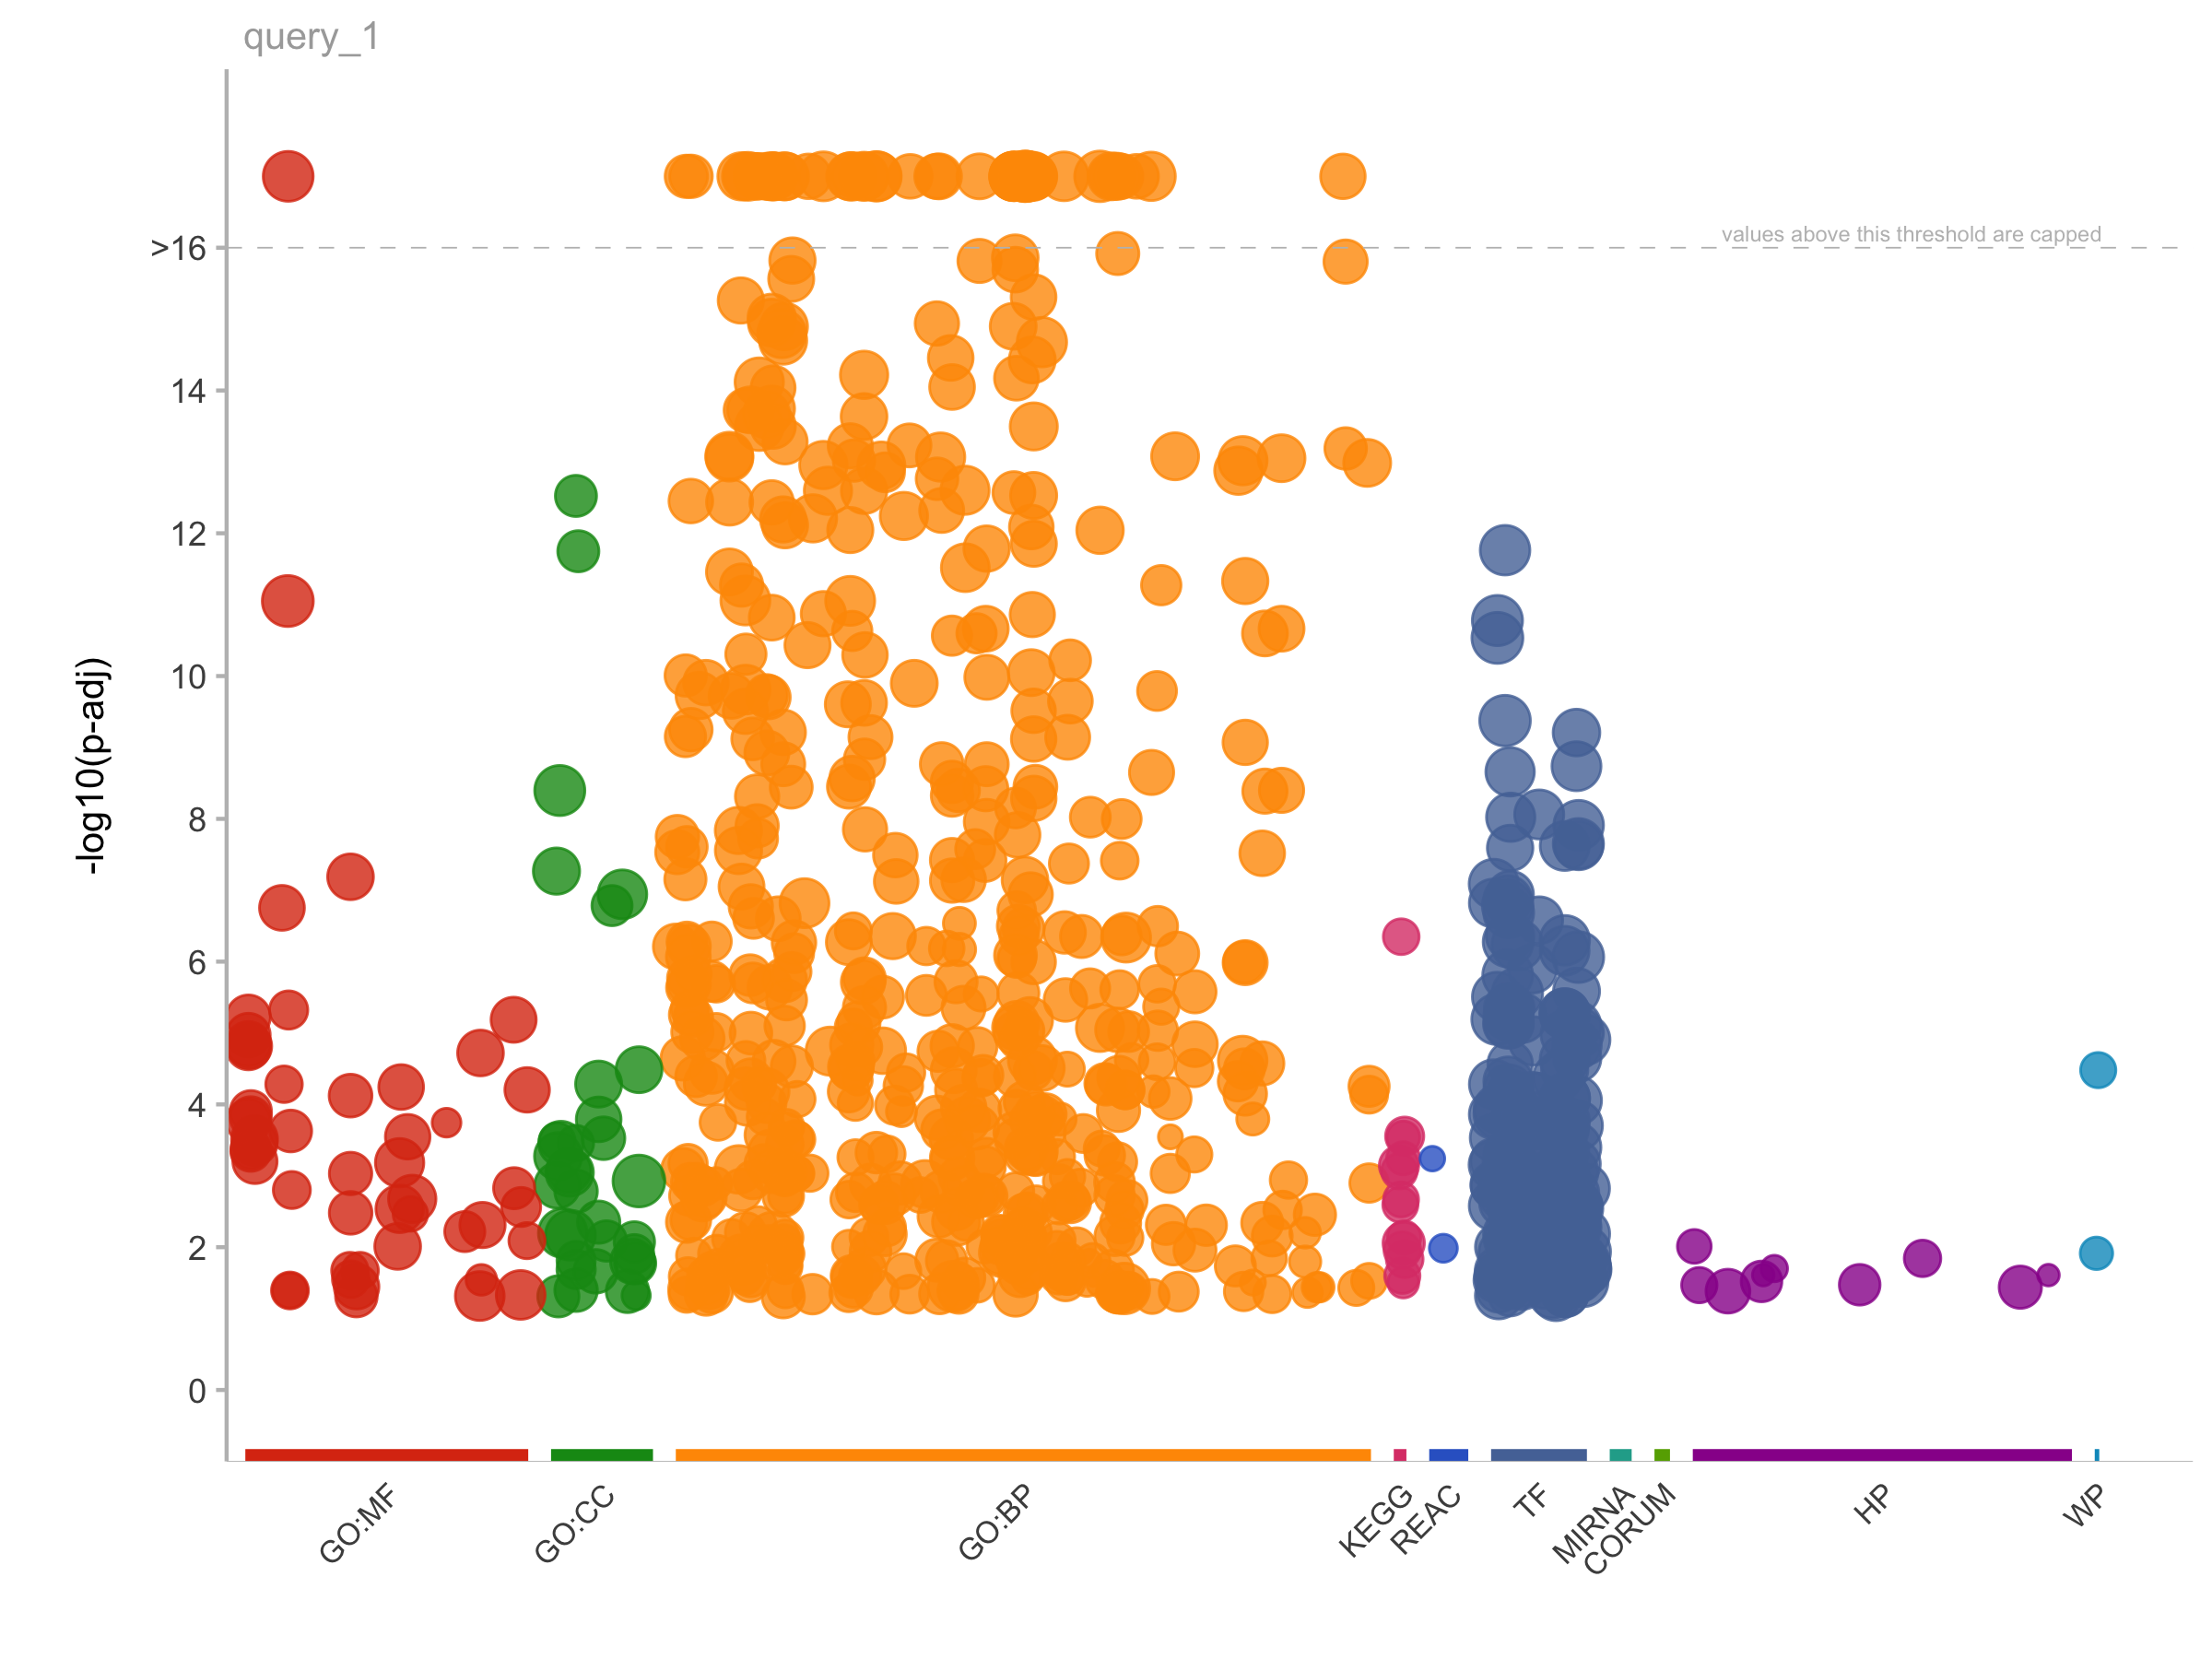 query_1
values above this threshold are capped
>16
14
12
10
8
6
4
2
0
-log10(p-adj)
GO:MF
GO:CC
GO:BP
KEGG
REAC
TF
MIRNA
CORUM
HP
WP